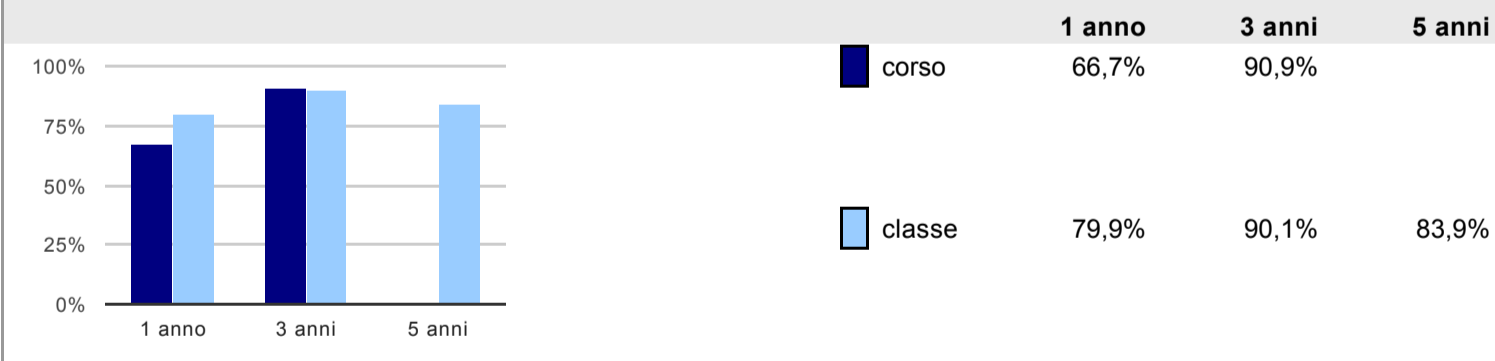 1 anno 3 anni 5 anni
100%
75%
50%
25%
0%
1 anno 3 anni 5 anni
corso 66,7% 90,9%
classe 79,9% 90,1% 83,9%